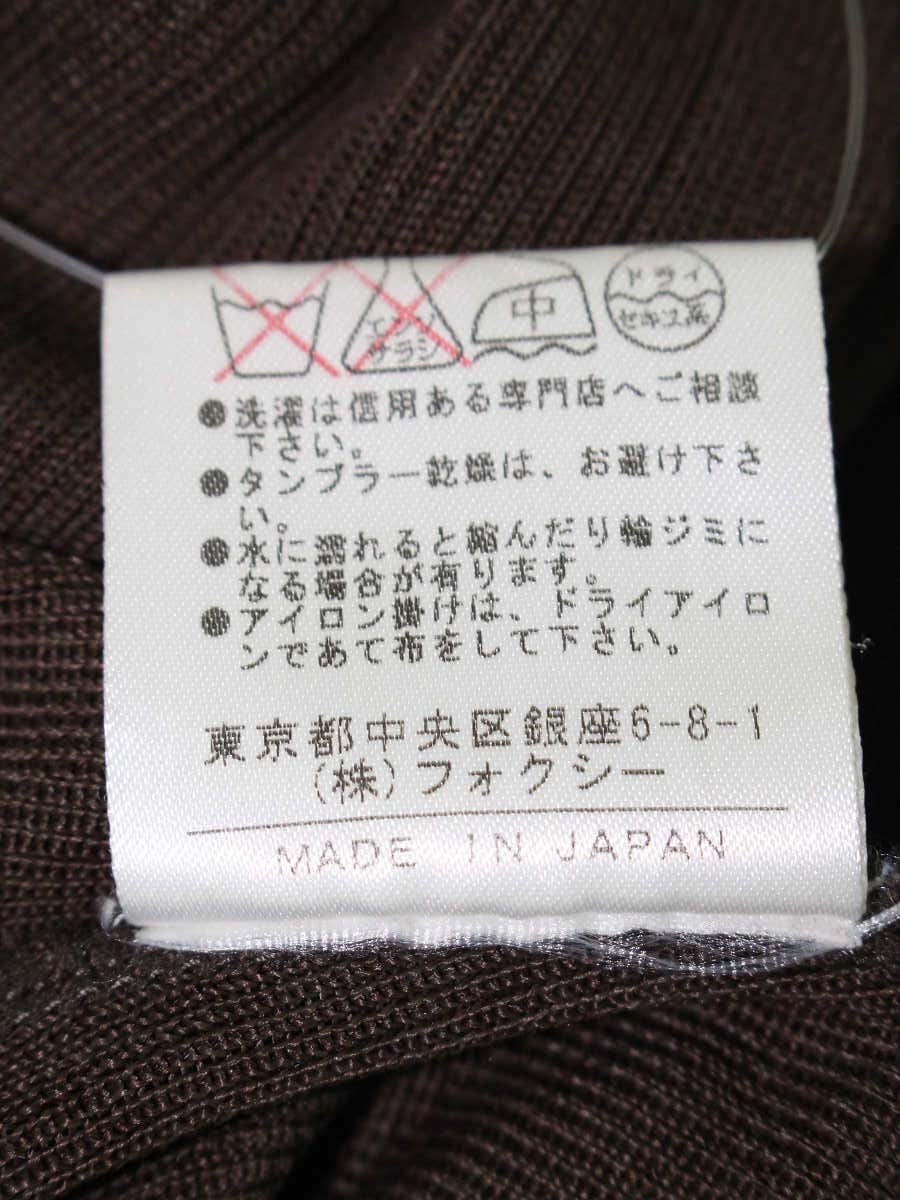 エンソ
サラシ
中
ドライ
セキユ系
●洗濯は信用ある専門店へご相談
下さい。
●タンブラー乾燥は、お避け下さ
い。
●水に濡れると縮んだり輪ジミに
なる場合が有ります。
●アイロン掛けは、ドライアイロ
ンであて布をして下さい。
東京都中央区銀座6-8-1
(株)フォクシー
MADE IN JAPAN